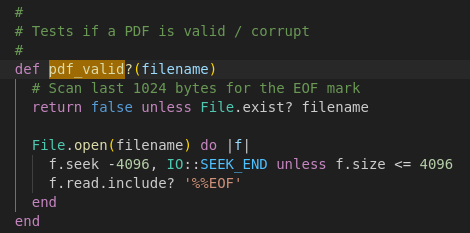 #
# Tests if a PDF is valid / corrupt
#
def pdf_valid?(filename)
# Scan last 1024 bytes for the EOF mark
return false unless File.exist? filename
File.open(filename) do |f|
f.seek -4096, IO::SEEK_END unless f.size <= 4096
f.read.include? '%%EOF'
end
end